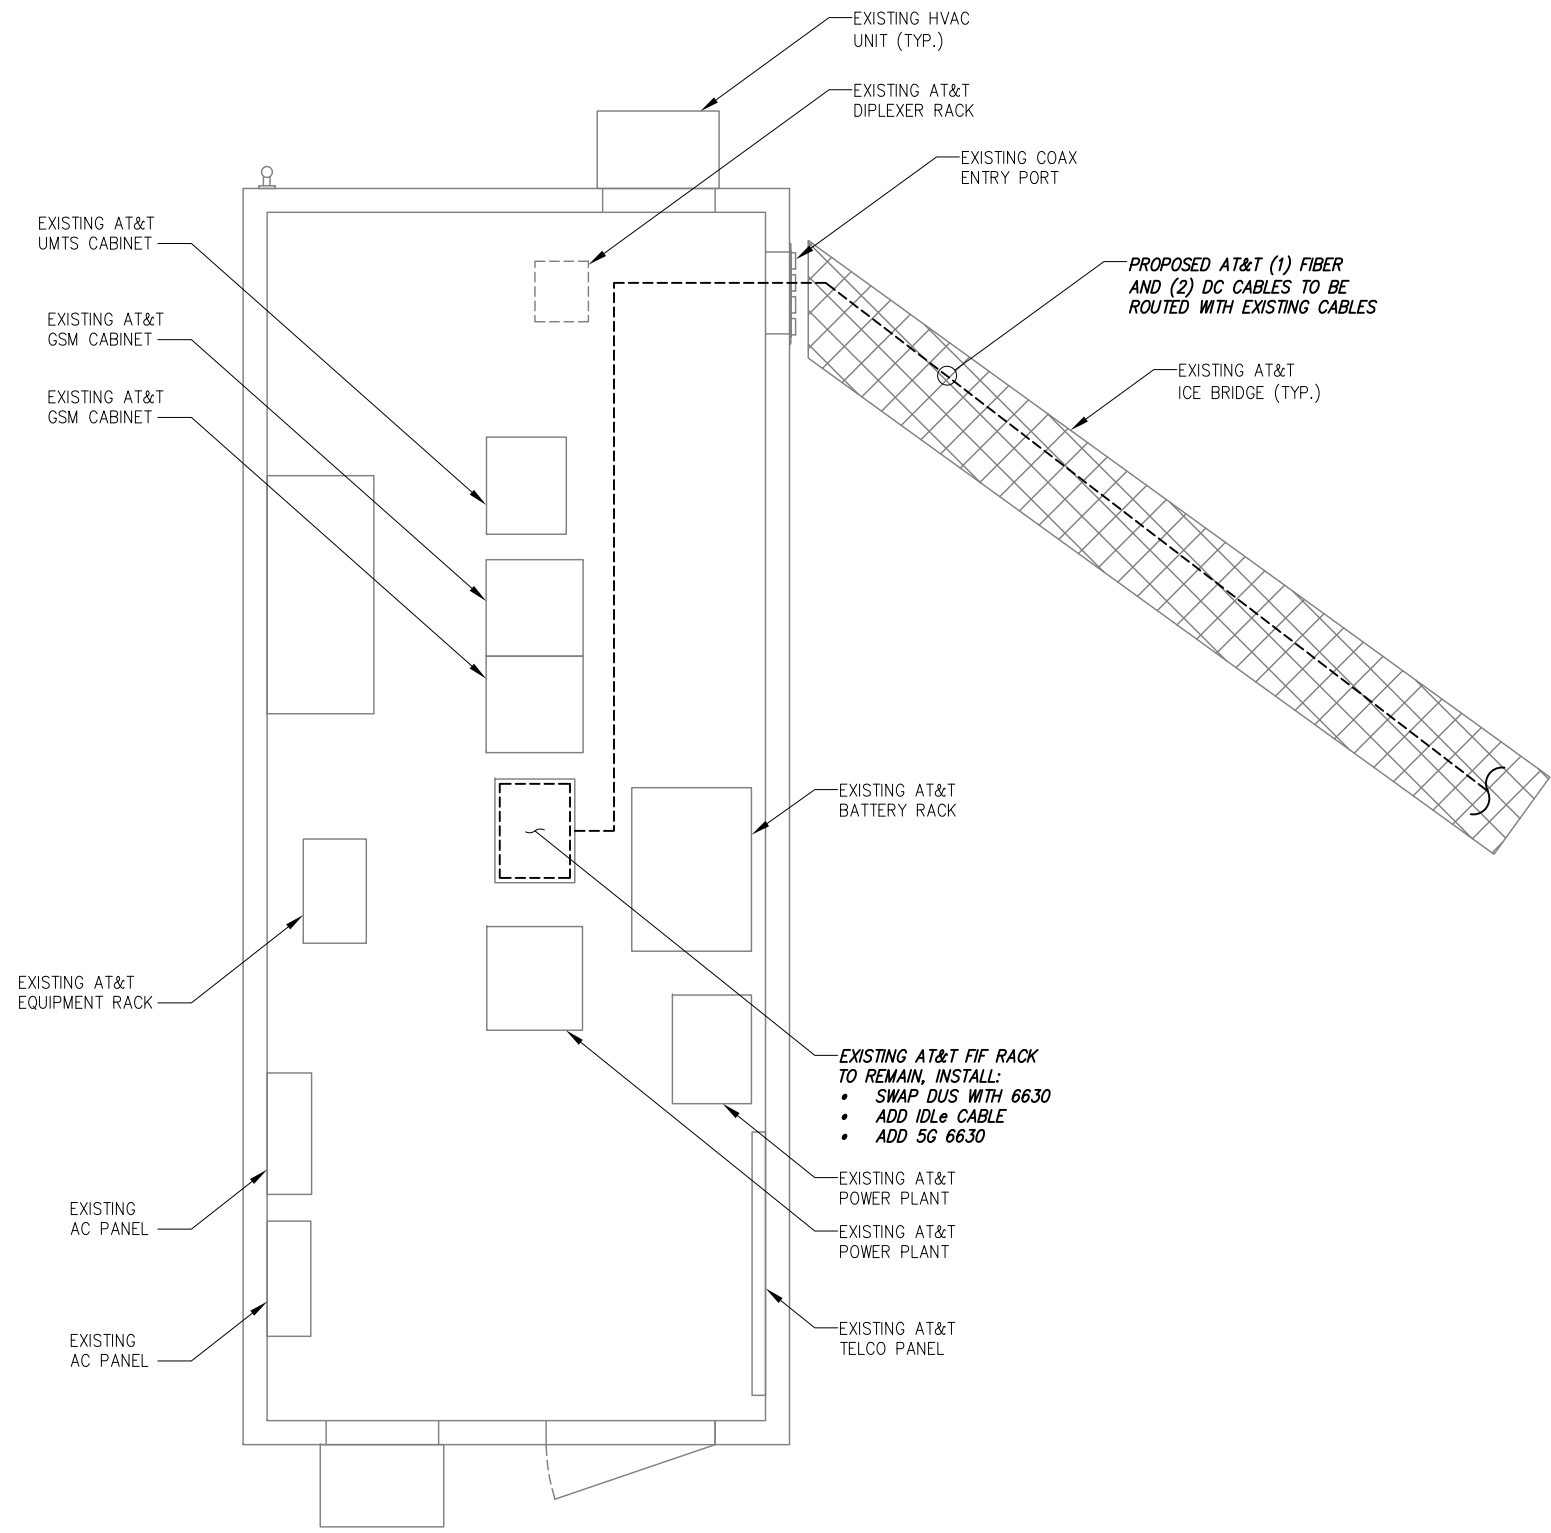 EXISTING HVAC
UNIT (TYP.)
EXISTING AT&T
DIPLEXER RACK
EXISTING COAX
ENTRY PORT
EXISTING AT&T
UMTS CABINET
PROPOSED AT&T (1) FIBER
AND (2) DC CABLES TO BE
ROUTED WITH EXISTING CABLES
EXISTING AT&T
GSM CABINET
EXISTING AT&T
ICE BRIDGE (TYP.)
EXISTING AT&T
GSM CABINET
EXISTING AT&T
BATTERY RACK
EXISTING AT&T
EQUIPMENT RACK
EXISTING AT&T FIF RACK
TO REMAIN, INSTALL:
• SWAP DUS WITH 6630
• ADD IDLe CABLE
• ADD 5G 6630
EXISTING AT&T
POWER PLANT
EXISTING
AC PANEL
EXISTING AT&T
POWER PLANT
EXISTING AT&T
TELCO PANEL
EXISTING
AC PANEL